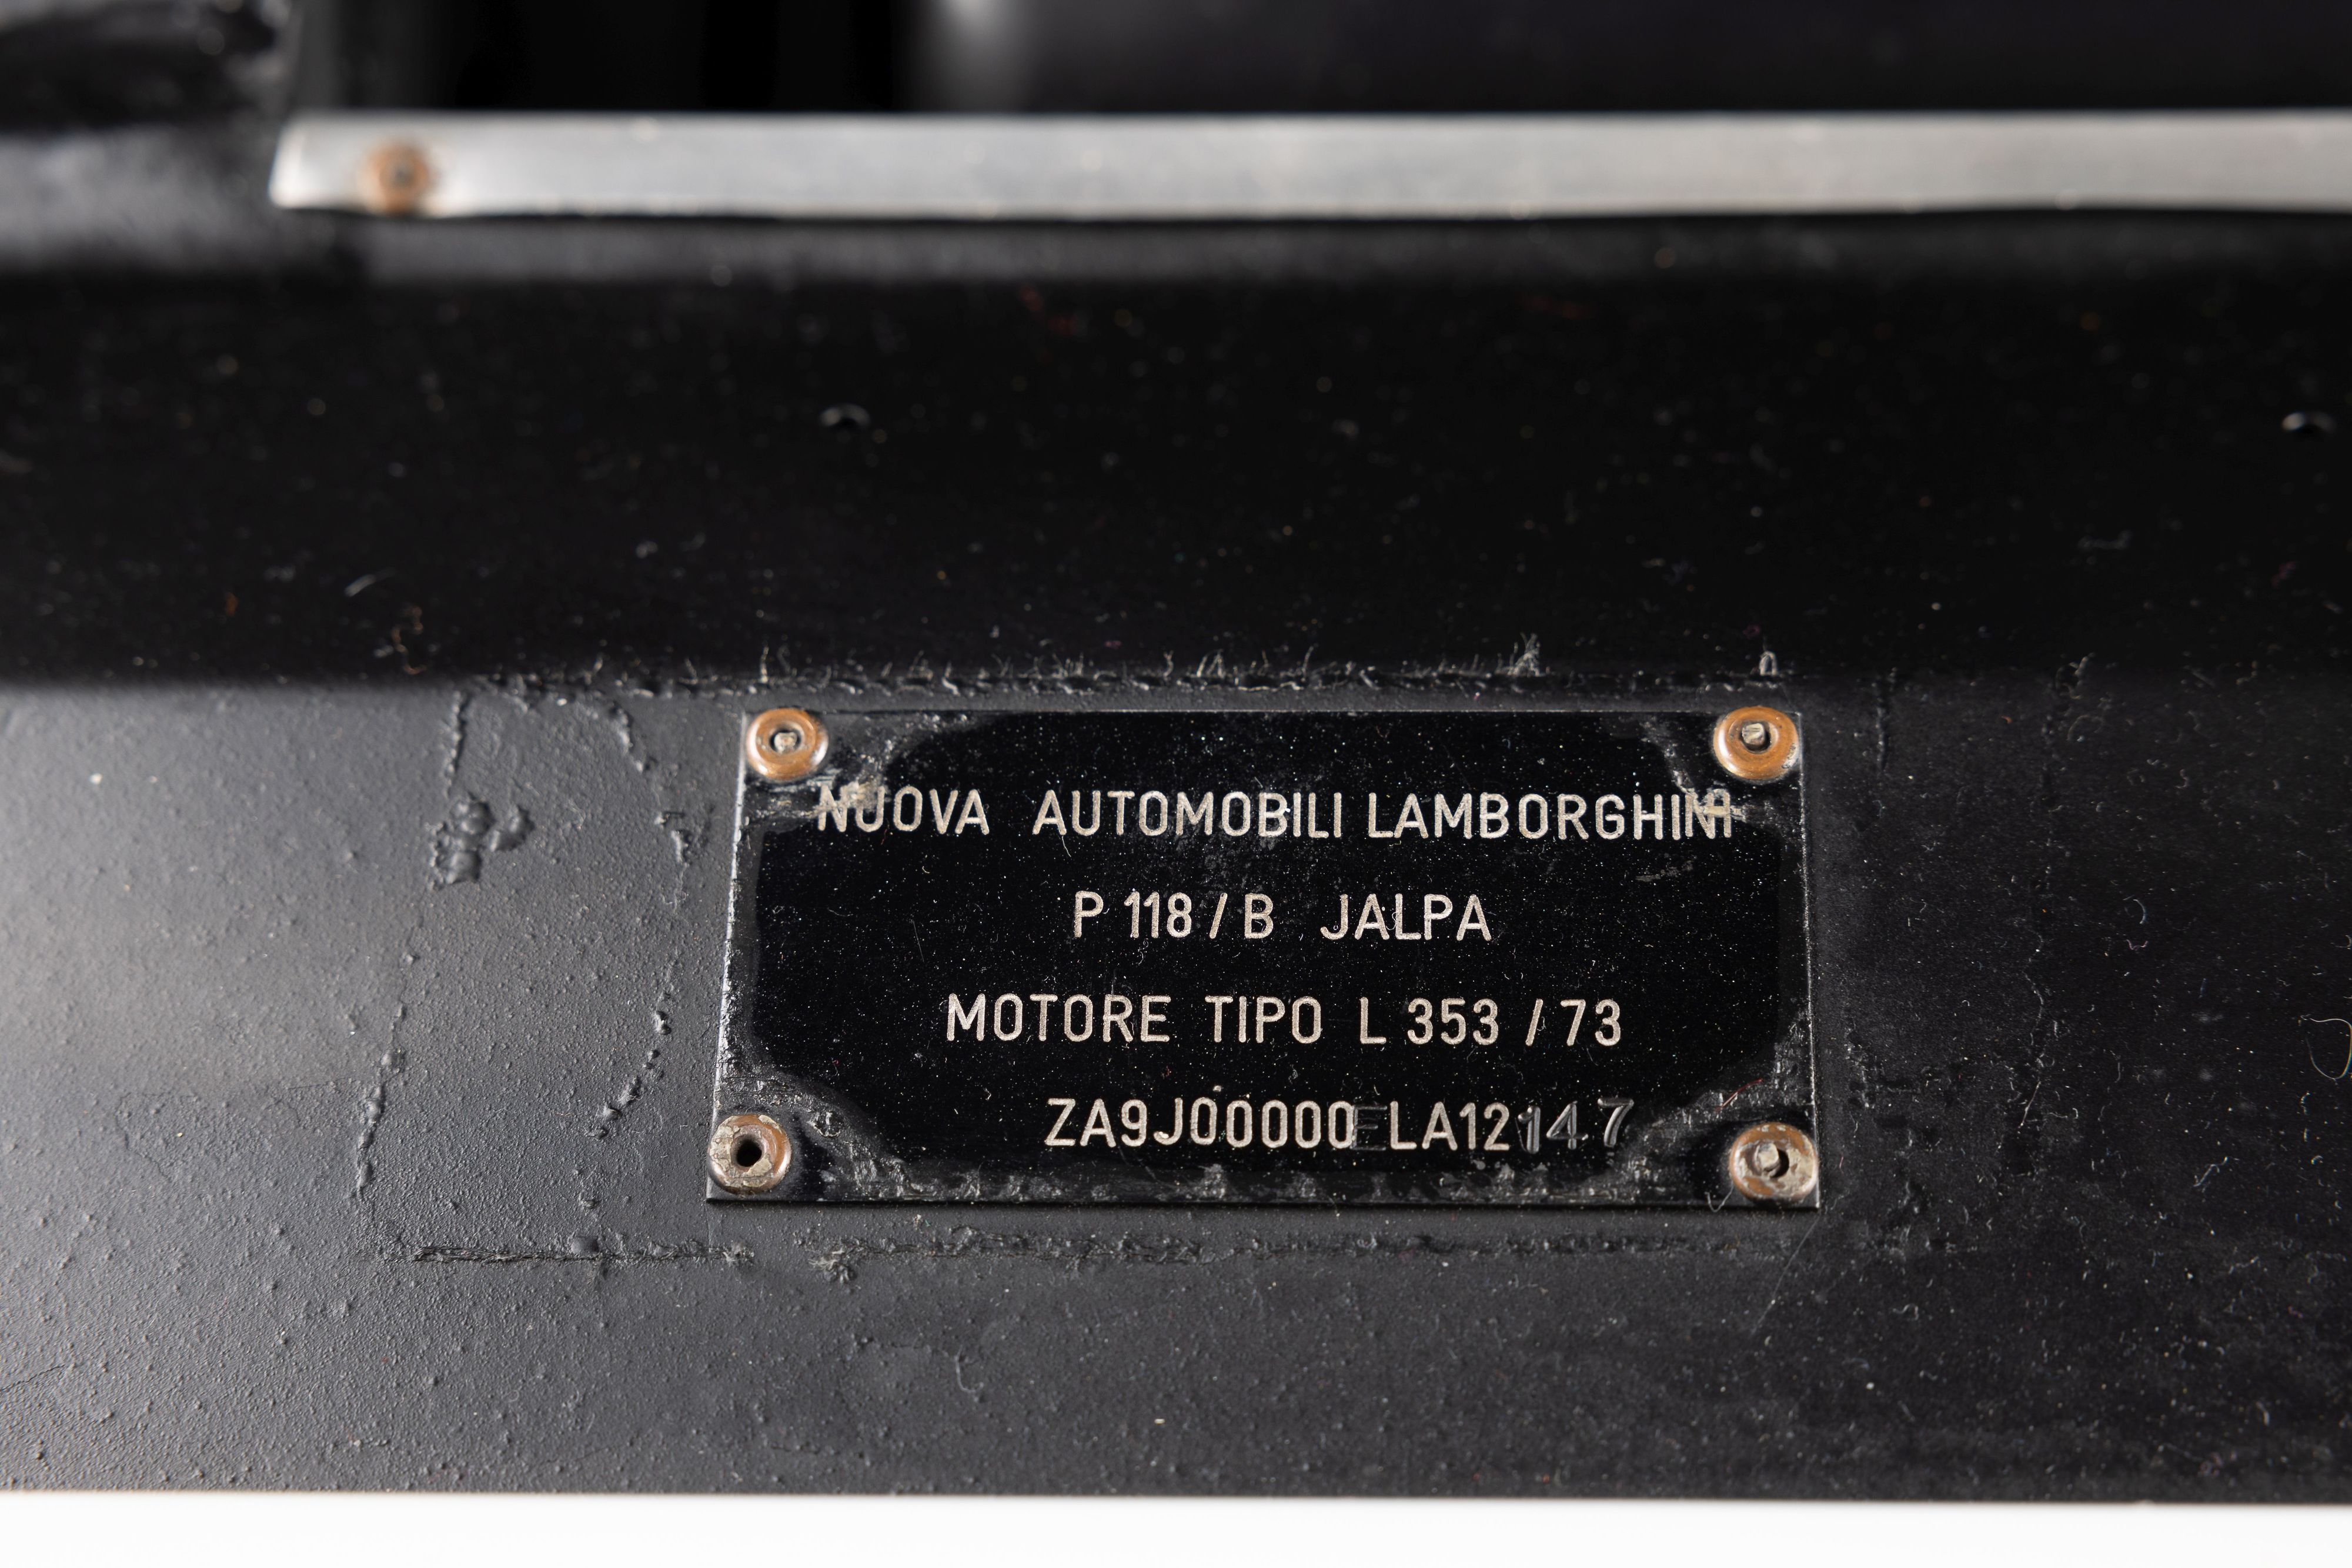 NUOVA AUTOMOBILI LAMBORGHINI
P 118 / B JALPA
MOTORE TIPO L 353 / 73
ZA9J00000ELA12147